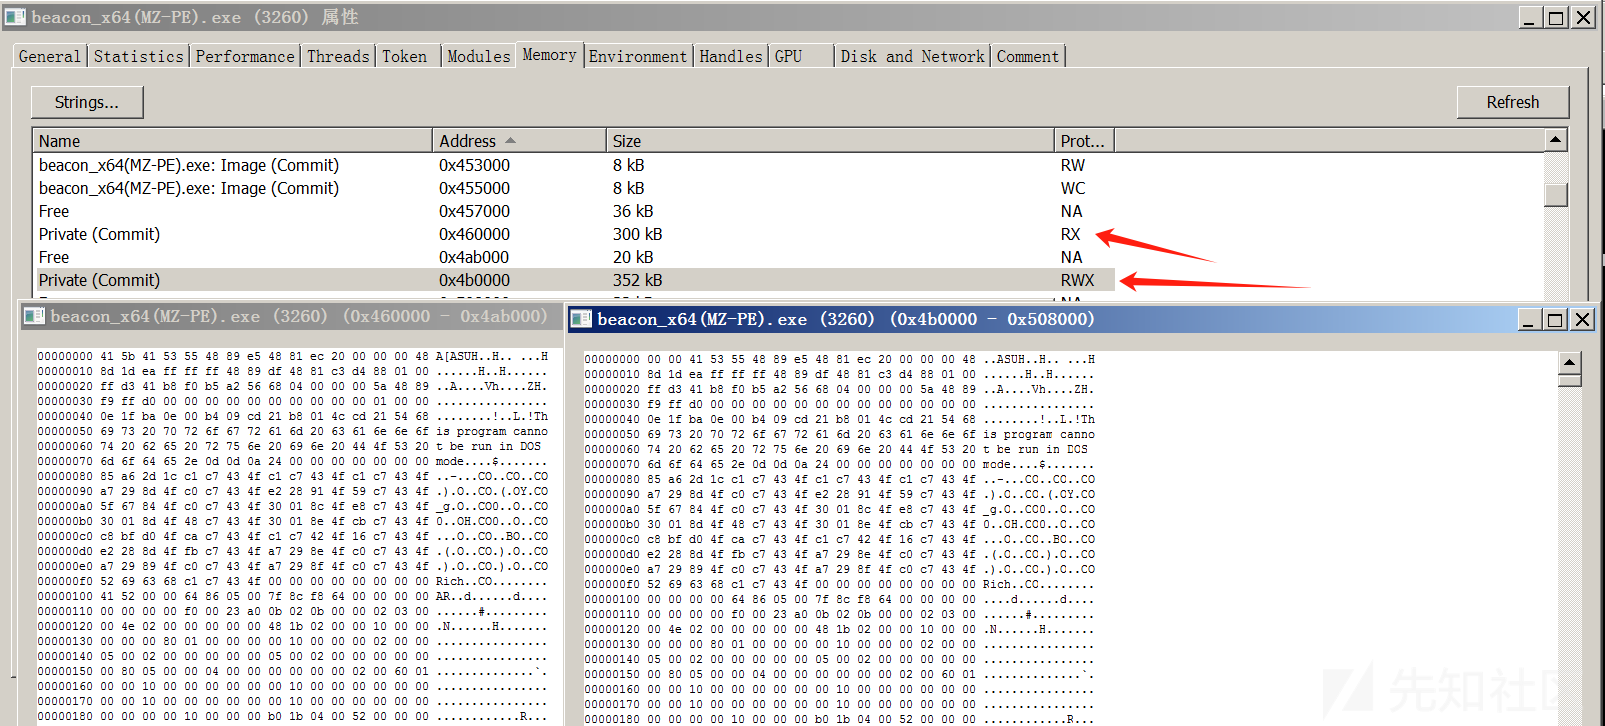 beacon_x64(MZ-PE).exe (3260) 属性
General Statistics Performance Threads Token Modules Memory Environment Handles GPU Disk and Network Comment
Strings... Refresh
Name Address Size Prot...
beacon_x64(MZ-PE).exe: Image (Commit) 0x453000 8 kB RW
beacon_x64(MZ-PE).exe: Image (Commit) 0x455000 8 kB WC
Free 0x457000 36 kB NA
Private (Commit) 0x460000 300 kB RX
Free 0x4ab000 20 kB NA
Private (Commit) 0x4b0000 352 kB RWX
beacon_x64(MZ-PE).exe (3260) (0x460000 - 0x4ab000)
00000000 41 5b 41 53 55 48 89 e5 48 81 ec 20 00 00 00 48 A[ASUH..H.. ...H
00000010 8d 1d ea ff ff ff 48 89 df 48 81 c3 d4 88 01 00 ......H..H......
00000020 ff d3 41 b8 f0 b5 a2 56 68 04 00 00 00 5a 48 89 ..A....Vh....ZH.
00000030 f9 ff d0 00 00 00 00 00 00 00 00 00 00 01 00 00 ................
00000040 0e 1f ba 0e 00 b4 09 cd 21 b8 01 4c cd 21 54 68 ........!..L.!Th
00000050 69 73 20 70 72 6f 67 72 61 6d 20 63 61 6e 6e 6f is program canno
00000060 74 20 62 65 20 72 75 6e 20 69 6e 20 44 4f 53 20 t be run in DOS
00000070 6d 6f 64 65 2e 0d 0d 0a 24 00 00 00 00 00 00 00 mode....$.......
00000080 85 a6 2d 1c c1 c7 43 4f c1 c7 43 4f c1 c7 43 4f ..-...CO..CO..CO
00000090 a7 29 8d 4f c0 c7 43 4f e2 28 91 4f 59 c7 43 4f .).O..CO.(.OY.CO
000000a0 5f 67 84 4f c0 c7 43 4f 30 01 8c 4f e8 c7 43 4f _g.O..CO0..O..CO
000000b0 30 01 8d 4f 48 c7 43 4f 30 01 8e 4f cb c7 43 4f 0..OH.CO0..O..CO
000000c0 c8 bf d0 4f ca c7 43 4f c1 c7 42 4f 16 c7 43 4f ...O..CO..BO..CO
000000d0 e2 28 8d 4f fb c7 43 4f a7 29 8e 4f c0 c7 43 4f .(.O..CO.).O..CO
000000e0 a7 29 89 4f c0 c7 43 4f a7 29 8f 4f c0 c7 43 4f .).O..CO.).O..CO
000000f0 52 69 63 68 c1 c7 43 4f 00 00 00 00 00 00 00 00 Rich..CO........
00000100 41 52 00 00 64 86 05 00 7f 8c f8 64 00 00 00 00 AR..d......d....
00000110 00 00 00 00 f0 00 23 a0 0b 02 0b 00 00 02 03 00 ......#.........
00000120 00 4e 02 00 00 00 00 00 48 1b 02 00 00 10 00 00 .N......H.......
00000130 00 00 00 80 01 00 00 00 00 10 00 00 00 02 00 00 ................
00000140 05 00 02 00 00 00 00 00 05 00 02 00 00 00 00 00 ................
00000150 00 80 05 00 00 04 00 00 00 00 00 00 02 00 60 01 ..............`.
00000160 00 00 10 00 00 00 00 00 00 10 00 00 00 00 00 00 ................
00000170 00 00 10 00 00 00 00 00 00 10 00 00 00 00 00 00 ................
00000180 00 00 00 00 10 00 00 00 b0 1b 04 00 52 00 00 00 ............R...
beacon_x64(MZ-PE).exe (3260) (0x4b0000 - 0x508000)
00000000 00 00 41 53 55 48 89 e5 48 81 ec 20 00 00 00 48 ..ASUH..H.. ...H
00000010 8d 1d ea ff ff ff 48 89 df 48 81 c3 d4 88 01 00 ......H..H......
00000020 ff d3 41 b8 f0 b5 a2 56 68 04 00 00 00 5a 48 89 ..A....Vh....ZH.
00000030 f9 ff d0 00 00 00 00 00 00 00 00 00 00 01 00 00 ................
00000040 0e 1f ba 0e 00 b4 09 cd 21 b8 01 4c cd 21 54 68 ........!..L.!Th
00000050 69 73 20 70 72 6f 67 72 61 6d 20 63 61 6e 6e 6f is program canno
00000060 74 20 62 65 20 72 75 6e 20 69 6e 20 44 4f 53 20 t be run in DOS
00000070 6d 6f 64 65 2e 0d 0d 0a 24 00 00 00 00 00 00 00 mode....$.......
00000080 85 a6 2d 1c c1 c7 43 4f c1 c7 43 4f c1 c7 43 4f ..-...CO..CO..CO
00000090 a7 29 8d 4f c0 c7 43 4f e2 28 91 4f 59 c7 43 4f .).O..CO.(.OY.CO
000000a0 5f 67 84 4f c0 c7 43 4f 30 01 8c 4f e8 c7 43 4f _g.O..CO0..O..CO
000000b0 30 01 8d 4f 48 c7 43 4f 30 01 8e 4f cb c7 43 4f 0..OH.CO0..O..CO
000000c0 c8 bf d0 4f ca c7 43 4f c1 c7 42 4f 16 c7 43 4f ...O..CO..BO..CO
000000d0 e2 28 8d 4f fb c7 43 4f a7 29 8e 4f c0 c7 43 4f .(.O..CO.).O..CO
000000e0 a7 29 89 4f c0 c7 43 4f a7 29 8f 4f c0 c7 43 4f .).O..CO.).O..CO
000000f0 52 69 63 68 c1 c7 43 4f 00 00 00 00 00 00 00 00 Rich..CO........
00000100 00 00 00 00 64 86 05 00 7f 8c f8 64 00 00 00 00 ....d......d....
00000110 00 00 00 00 f0 00 23 a0 0b 02 0b 00 00 02 03 00 ......#.........
00000120 00 4e 02 00 00 00 00 00 48 1b 02 00 00 10 00 00 .N......H.......
00000130 00 00 00 80 01 00 00 00 00 10 00 00 00 02 00 00 ................
00000140 05 00 02 00 00 00 00 00 05 00 02 00 00 00 00 00 ................
00000150 00 80 05 00 00 04 00 00 00 00 00 00 02 00 60 01 ..............`.
00000160 00 00 10 00 00 00 00 00 00 10 00 00 00 00 00 00 ................
00000170 00 00 10 00 00 00 00 00 00 10 00 00 00 00 00 00 ................
00000180 00 00 00 00 10 00 00 00 b0 1b 04 00 52 00 00 00 ............R...
先知社区